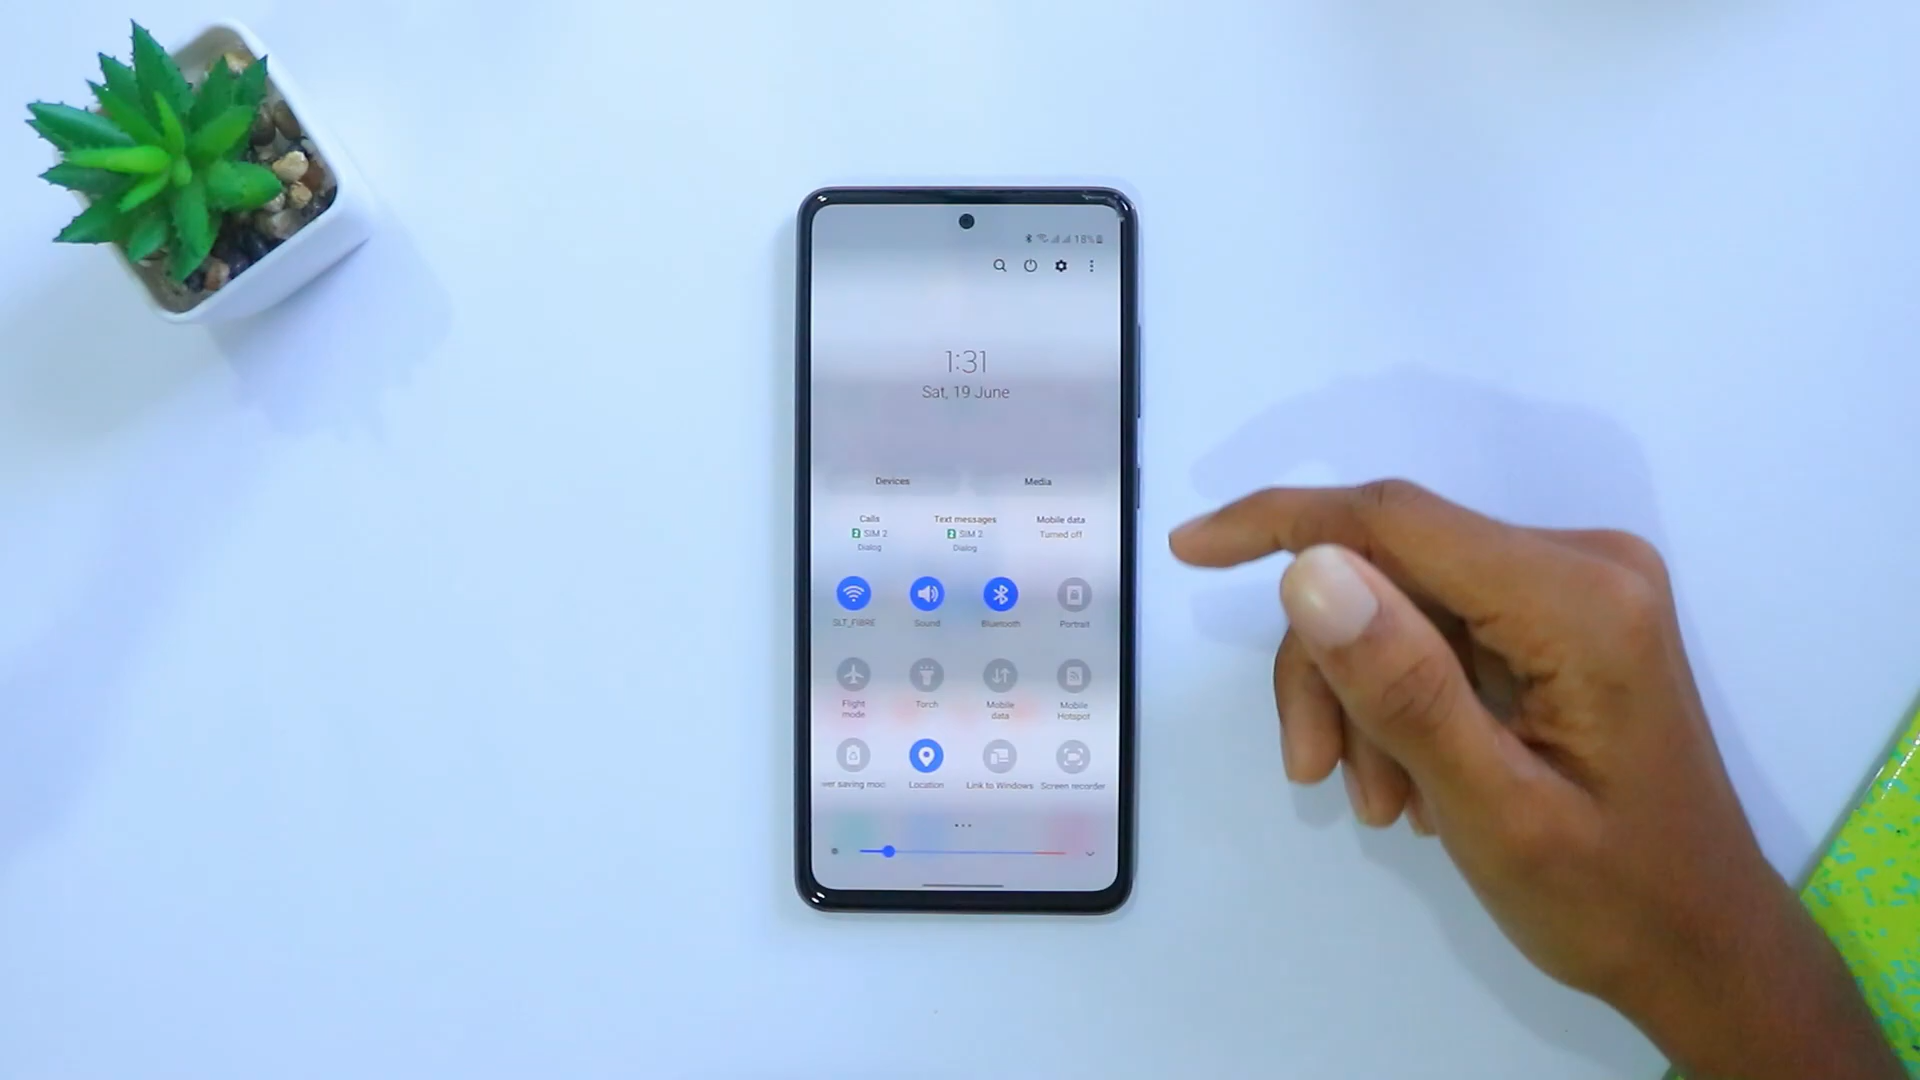 18%
1:31
Sat, 19 June
Devices Media
Calls Text messages Mobile data
SIM 2 SIM 2 Turned off
Dialog Dialog
SLT_FIBRE Sound Bluetooth Portrait
Flight mode Torch Mobile data Mobile Hotspot
wer saving mod Location Link to Windows Screen recorder